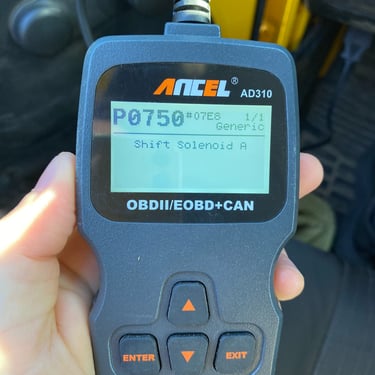 ANCEL®
AD310
P0750 #07E8 1/1
Generic
Shift Solenoid A
OBDII/EOBD+CAN
ENTER
EXIT